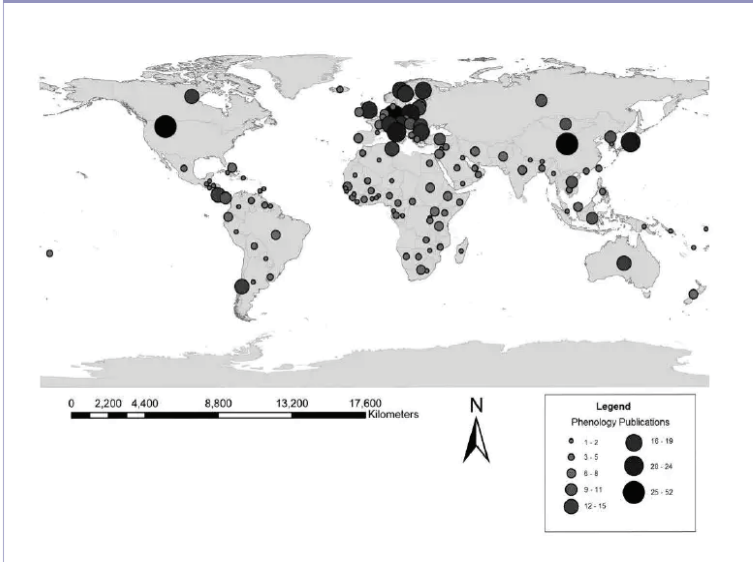 0 2,200 4,400 8,800 13,200 17,600
Kilometers
N
Legend
Phenology Publications
1 - 2
3 - 5
6 - 8
9 - 11
12 - 15
16 - 19
20 - 24
25 - 52